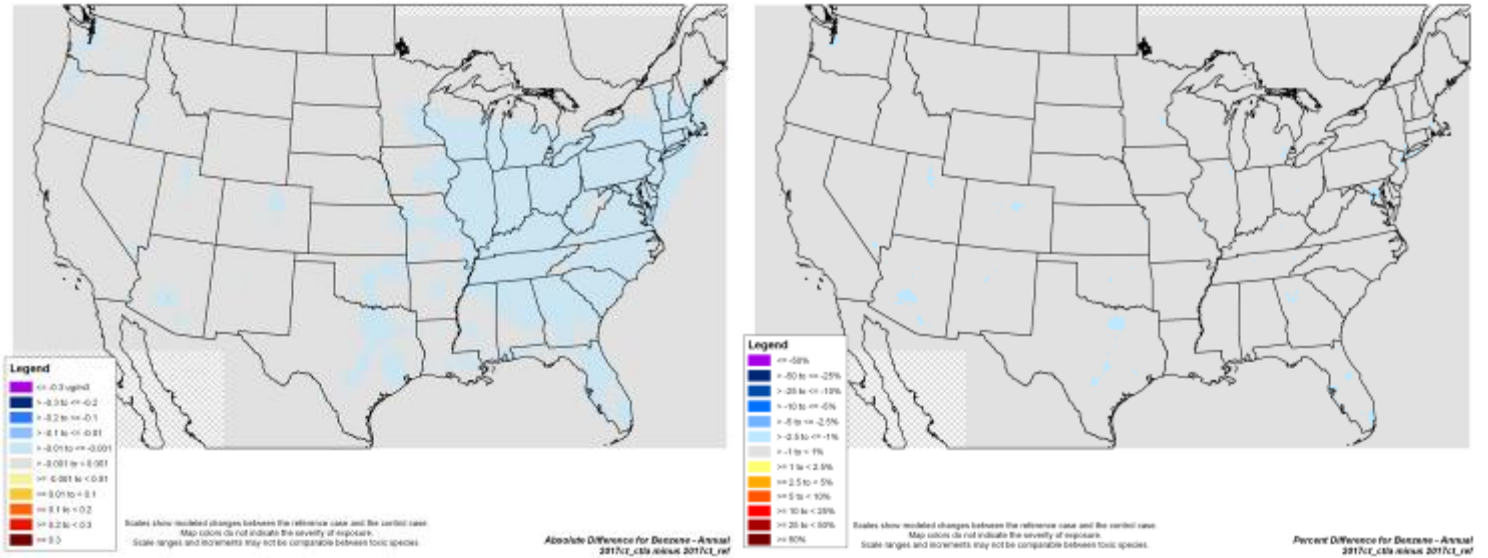 Legend
<= -0.3 ug/m3
> -0.3 to <= -0.2
> -0.2 to <= -0.1
> -0.1 to <= -0.01
> -0.01 to <= -0.001
> -0.001 to < 0.001
>= 0.001 to < 0.01
>= 0.01 to < 0.1
>= 0.1 to < 0.2
>= 0.2 to < 0.3
>= 0.3
Scales show modeled changes between the reference case and the control case.
Map colors do not indicate the severity of exposure.
Scale ranges and increments may not be comparable between toxic species.
Absolute Difference for Benzene - Annual
2017ct_ctla minus 2017ct_ref
Legend
<= -50%
> -50 to <= -25%
> -25 to <= -10%
> -10 to <= -5%
> -5 to <= -2.5%
> -2.5 to <= -1%
> -1 to < 1%
>= 1 to < 2.5%
>= 2.5 to < 5%
>= 5 to < 10%
>= 10 to < 25%
>= 25 to < 50%
>= 50%
Scales show modeled changes between the reference case and the control case.
Map colors do not indicate the severity of exposure.
Scale ranges and increments may not be comparable between toxic species.
Percent Difference for Benzene - Annual
2017ct_ctla minus 2017ct_ref